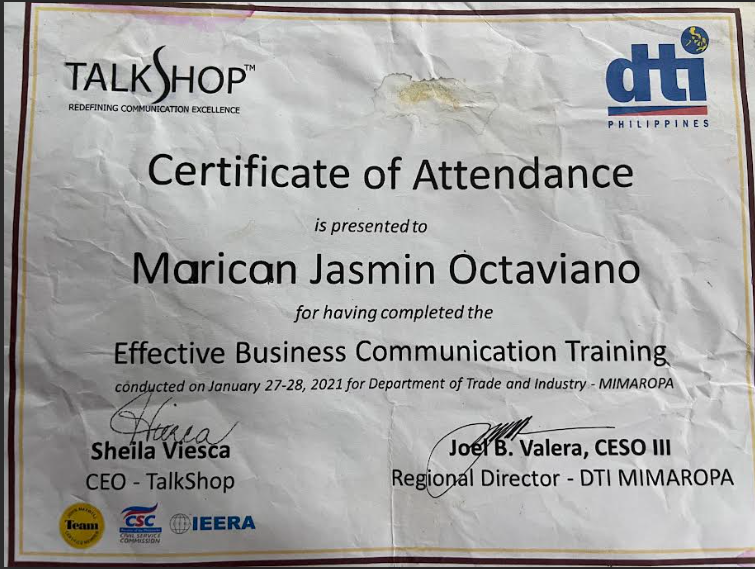 TALKSHOP™
REDEFINING COMMUNICATION EXCELLENCE
dti
PHILIPPINES
Certificate of Attendance
is presented to
Marican Jasmin Octaviano
for having completed the
Effective Business Communication Training
conducted on January 27-28, 2021 for Department of Trade and Industry - MIMAROPA
Sheila Viesca
CEO - TalkShop
Joel B. Valera, CESO III
Regional Director - DTI MIMAROPA
Team
CSC
CIVIL SERVICE
COMMISSION
IEERA